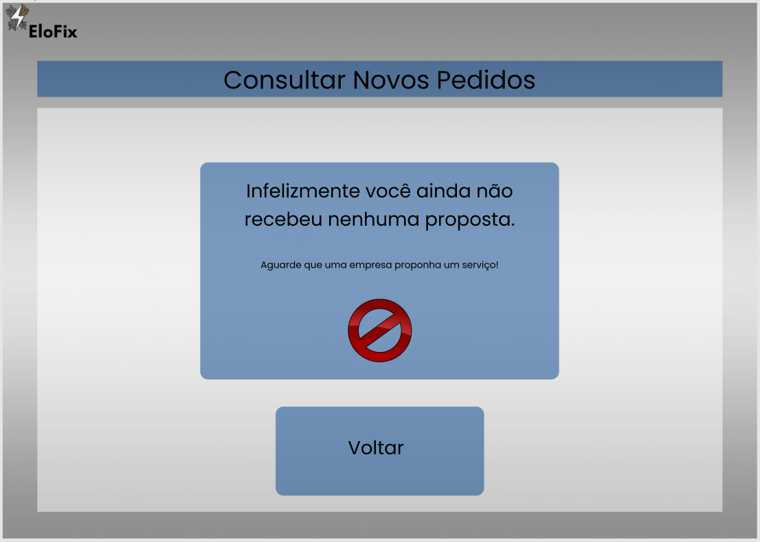 EloFix
Consultar Novos Pedidos
Infelizmente você ainda não
recebeu nenhuma proposta.
Aguarde que uma empresa proponha um serviço!
Voltar